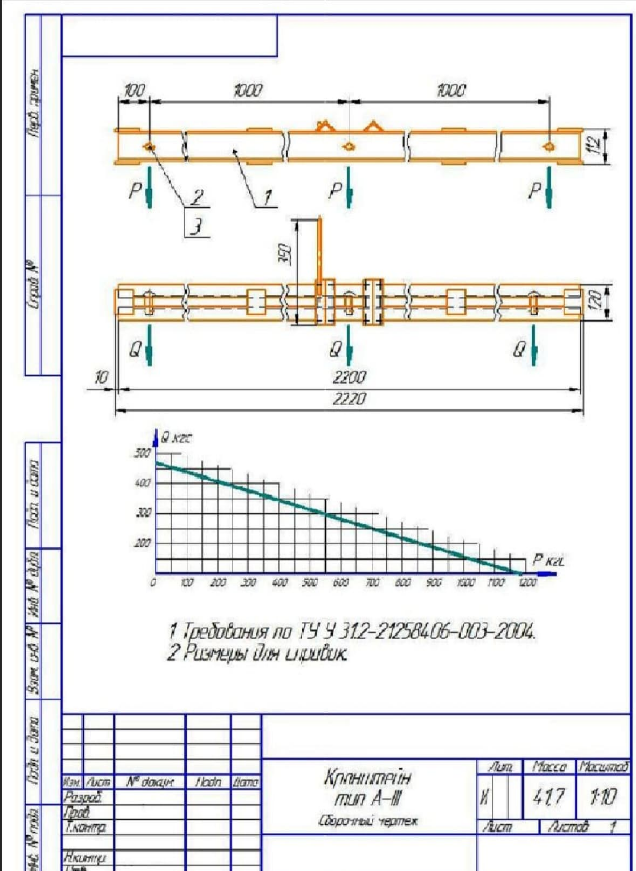 Перв. примен.
Справ. №
Подп. и дата
Инв. № дубл.
Взам. инв. №
Подп. и дата
Инв. № подл.
100 1000 1000
112
P P P
2
3
1
390
120
Q Q Q
10 2200
2220
Q кгс
500
400
300
200
P кгс
0 100 200 300 400 500 600 700 800 900 1000 1100 1200
1 Требования по ТУ У 31.2-21258406-003-2004.
2 Размеры для справок.
Изм. Лист № докум. Подп. Дата
Разраб.
Пров.
Т.контр.
Н.контр.
Утв.
Кронштейн
тип А-III
Сборочный чертеж
Лит. Масса Масштаб
И 41,7 1:10
Лист Листов 1